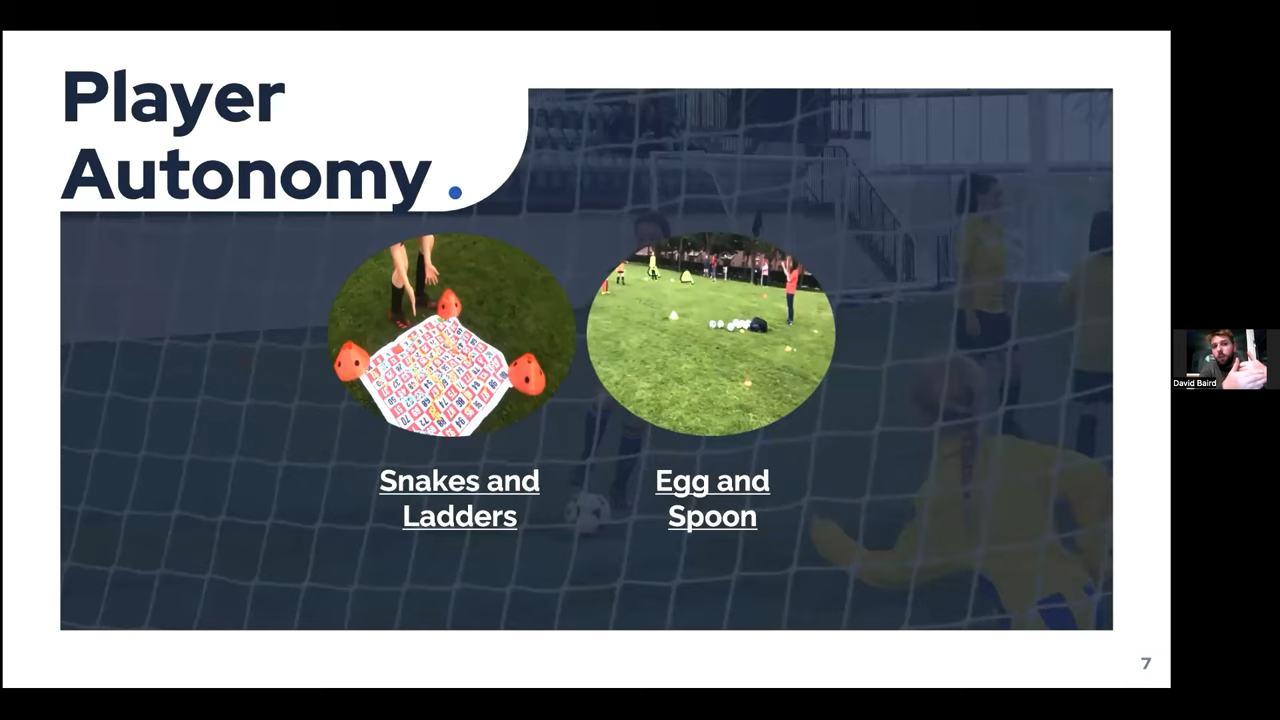 Player
Autonomy.
Snakes and
Ladders
Egg and
Spoon
7
David Baird